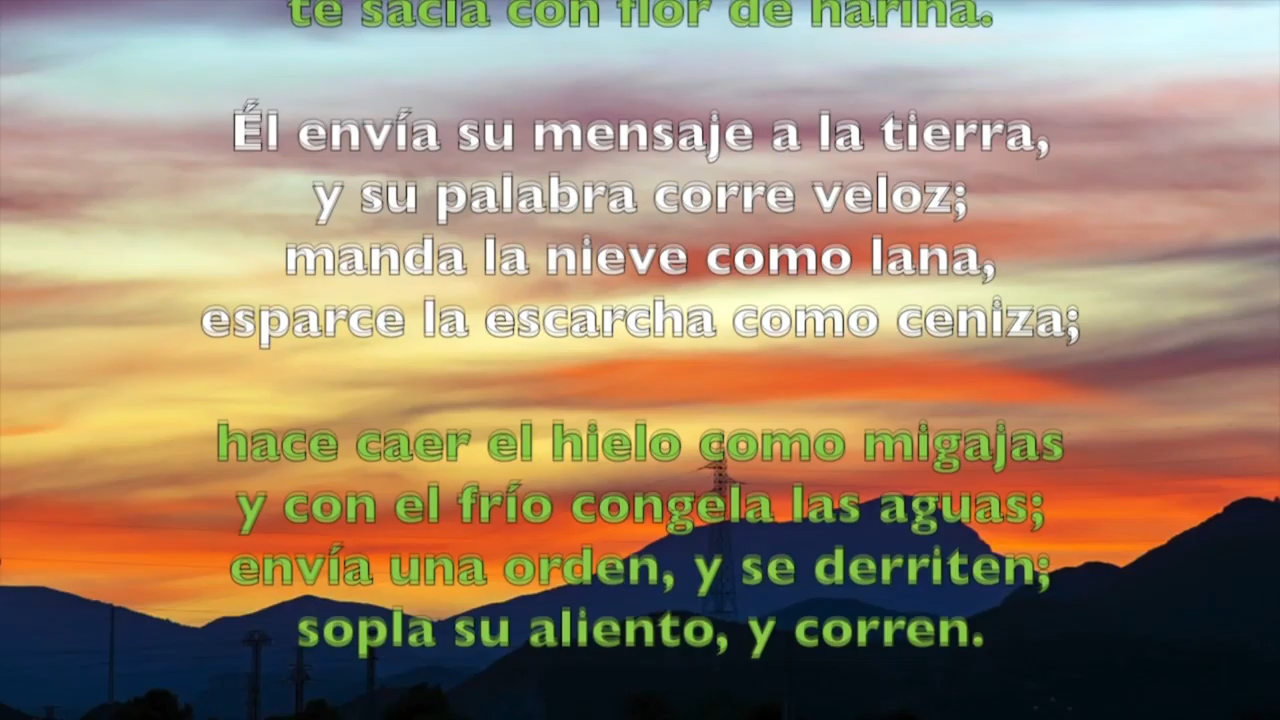 te sacia con flor de harina.
Él envía su mensaje a la tierra,
y su palabra corre veloz;
manda la nieve como lana,
esparce la escarcha como ceniza;
hace caer el hielo como migajas
y con el frío congela las aguas;
envía una orden, y se derriten;
sopla su aliento, y corren.